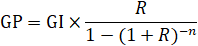 GP = GI × R / 1 − (1 + R)⁻ⁿ